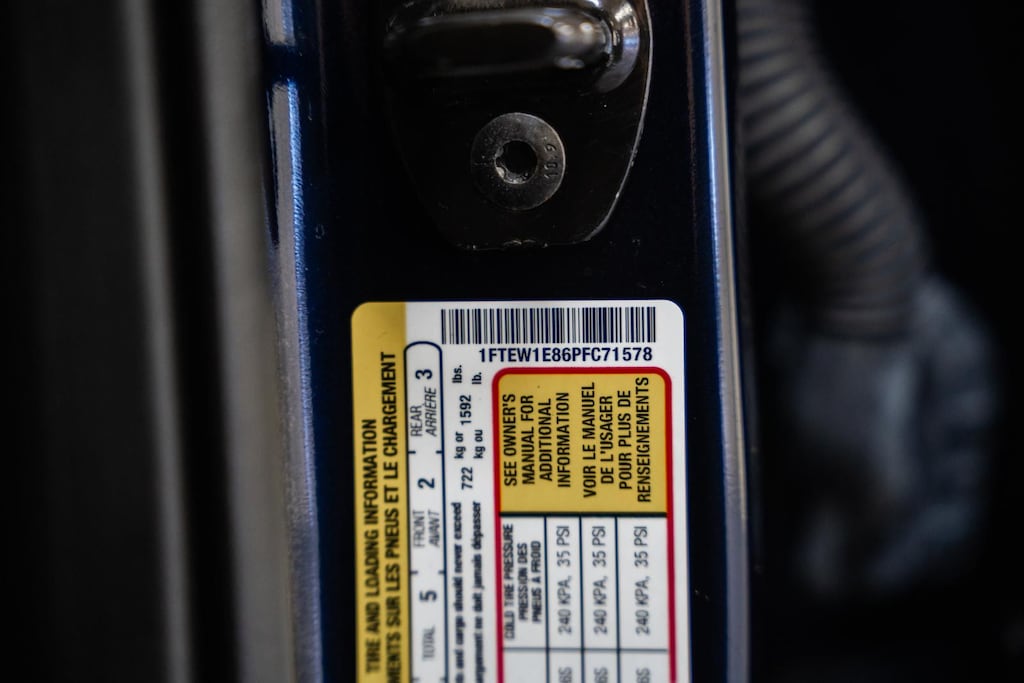 10.9
1FTEW1E86PFC71578
TIRE AND LOADING INFORMATION
MENTS SUR LES PNEUS ET LE CHARGEMENT
TOTAL 5 FRONT 2 REAR 3
AVANT ARRIÈRE
and cargo should never exceed 722 kg or 1592 lbs.
ne doit jamais dépasser kg ou lb.
SEE OWNER'S
MANUAL FOR
ADDITIONAL
INFORMATION
VOIR LE MANUEL
DE L'USAGER
POUR PLUS DE
RENSEIGNEMENTS
COLD TIRE PRESSURE
PRESSION DES
PNEUS À FROID
240 KPA, 35 PSI
240 KPA, 35 PSI
240 KPA, 35 PSI